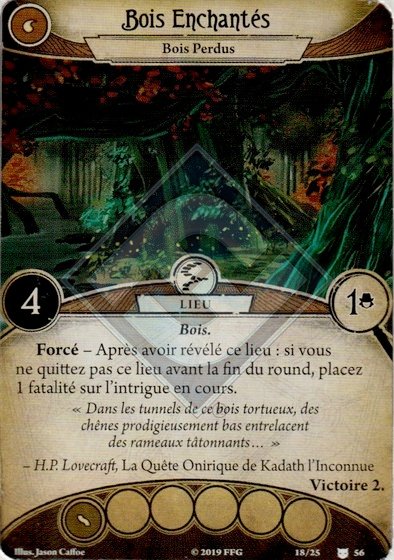 Bois Enchantés
Bois Perdus
4
LIEU
1
Bois.
Forcé – Après avoir révélé ce lieu : si vous
ne quittez pas ce lieu avant la fin du round, placez
1 fatalité sur l'intrigue en cours.
« Dans les tunnels de ce bois tortueux, des
chênes prodigieusement bas entrelacent
des rameaux tâtonnants… »
– H.P. Lovecraft, La Quête Onirique de Kadath l'Inconnue
Victoire 2.
Illus. Jason Caffoe
© 2019 FFG
18/25
56